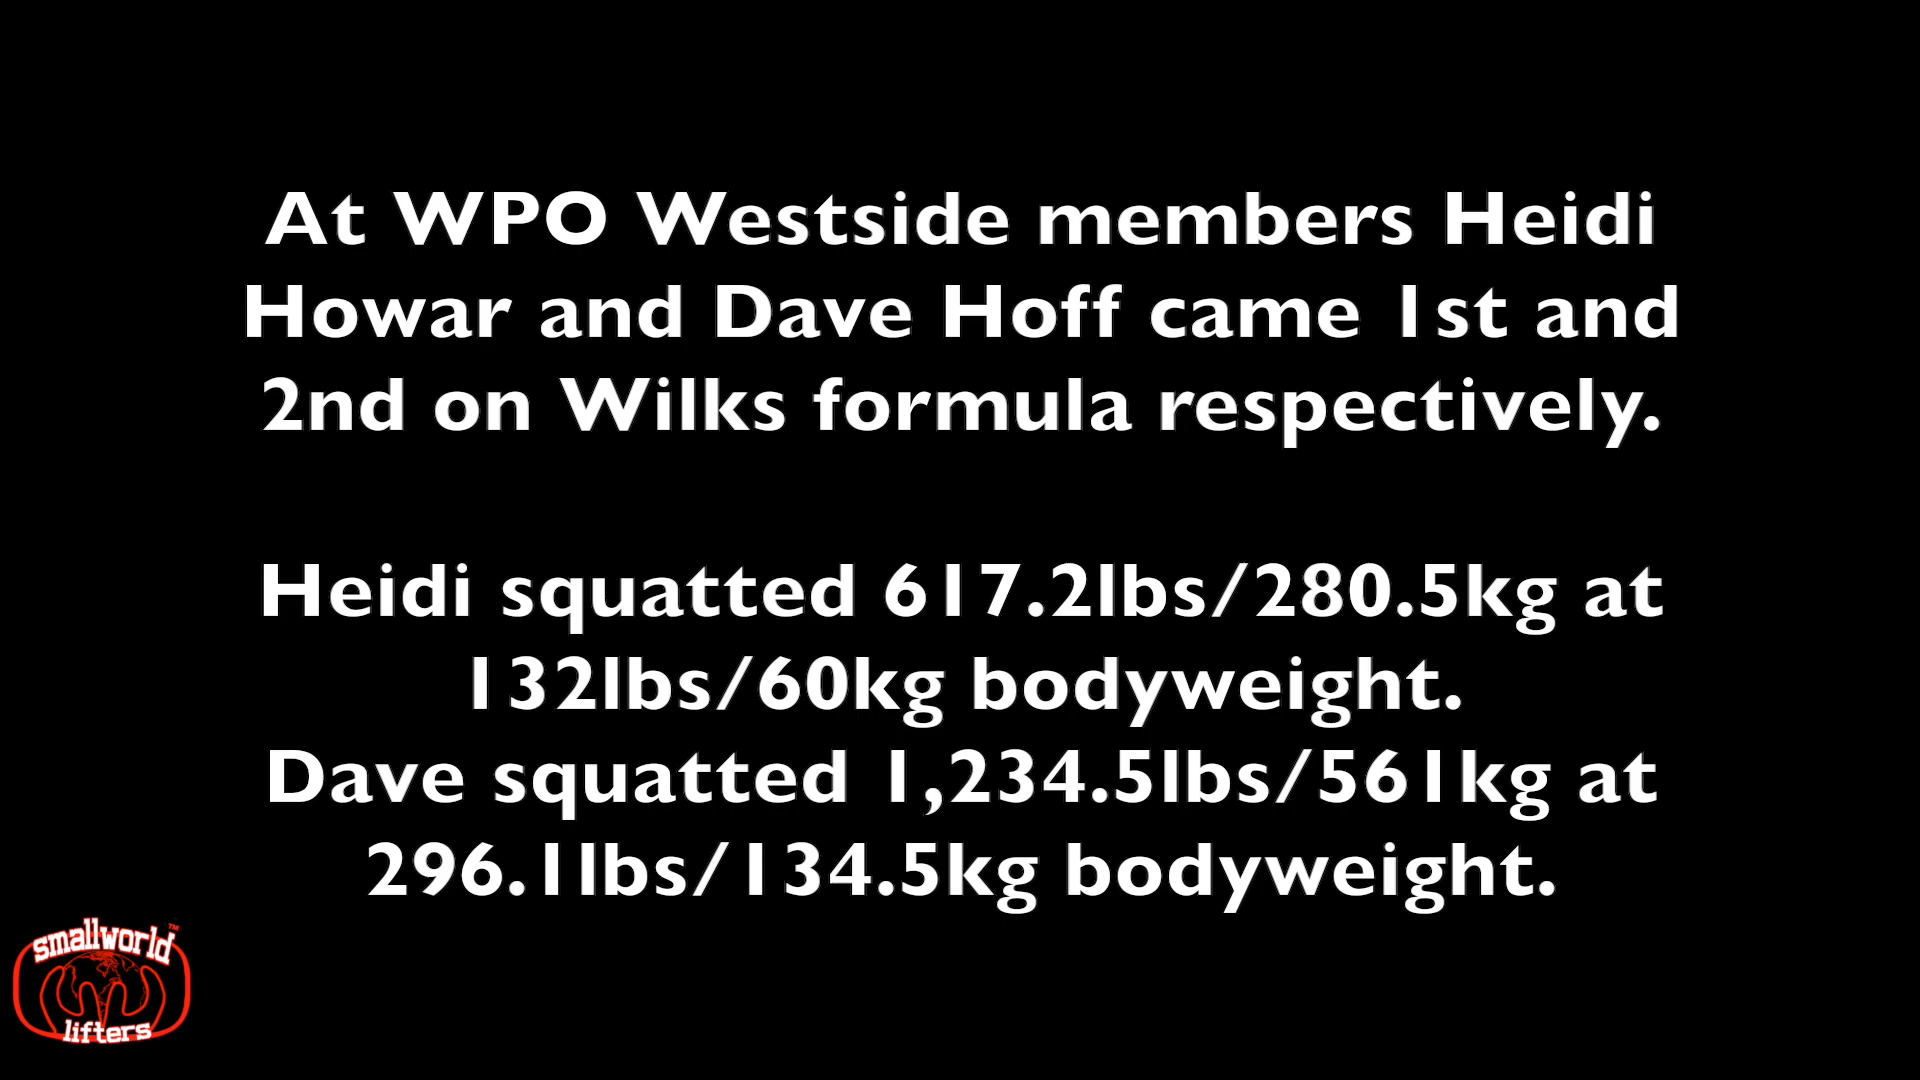 At WPO Westside members Heidi
Howar and Dave Hoff came 1st and
2nd on Wilks formula respectively.
Heidi squatted 617.2lbs/280.5kg at
132lbs/60kg bodyweight.
Dave squatted 1,234.5lbs/561kg at
296.1lbs/134.5kg bodyweight.
smallworld™
lifters